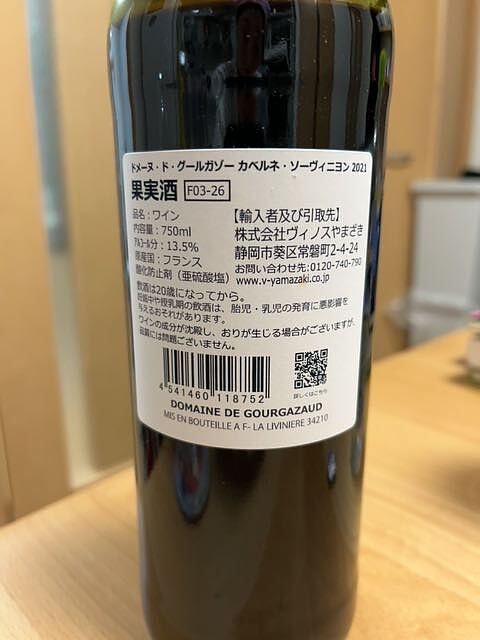 ドメーヌ・ド・グールガゾー カベルネ・ソーヴィニヨン 2021
果実酒 F03-26
品名：ワイン
内容量：750ml
ｱﾙｺｰﾙ分：13.5%
原産国：フランス
酸化防止剤（亜硫酸塩）
【輸入者及び引取先】
株式会社ヴィノスやまざき
静岡市葵区常磐町2-4-24
お問い合わせ先:0120-740-790
www.v-yamazaki.co.jp
飲酒は20歳になってから。
妊娠中や授乳期の飲酒は、胎児・乳児の発育に悪影響を
与えるおそれがあります。
ワインの成分が沈殿し、おりが生じる場合がございますが、
品質には問題ございません。
4 541460 118752
詳しくはこちら
DOMAINE DE GOURGAZAUD
MIS EN BOUTEILLE A F- LA LIVINIERE 34210